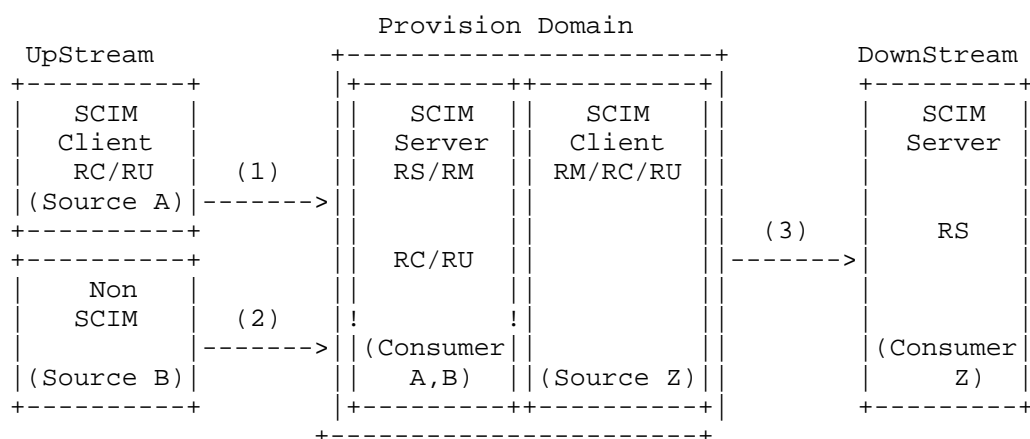 Provision Domain
UpStream +-----------------------+ DownStream
+----------+ |+----------++----------+| +---------+
| SCIM | || SCIM || SCIM || | SCIM |
| Client | || Server || Client || | Server |
| RC/RU | (1) || RS/RM || RM/RC/RU || | |
|(Source A)|------->|| || || | |
+----------+ || || || (3) | RS |
+----------+ || RC/RU || ||------->| |
| Non | || || || | |
| SCIM | (2) |! !| || | |
| |------->||(Consumer|| || |(Consumer|
|(Source B)| || A,B) ||(Source Z)|| | Z) |
+----------+ |+----------++----------+| +---------+
+-----------------------+